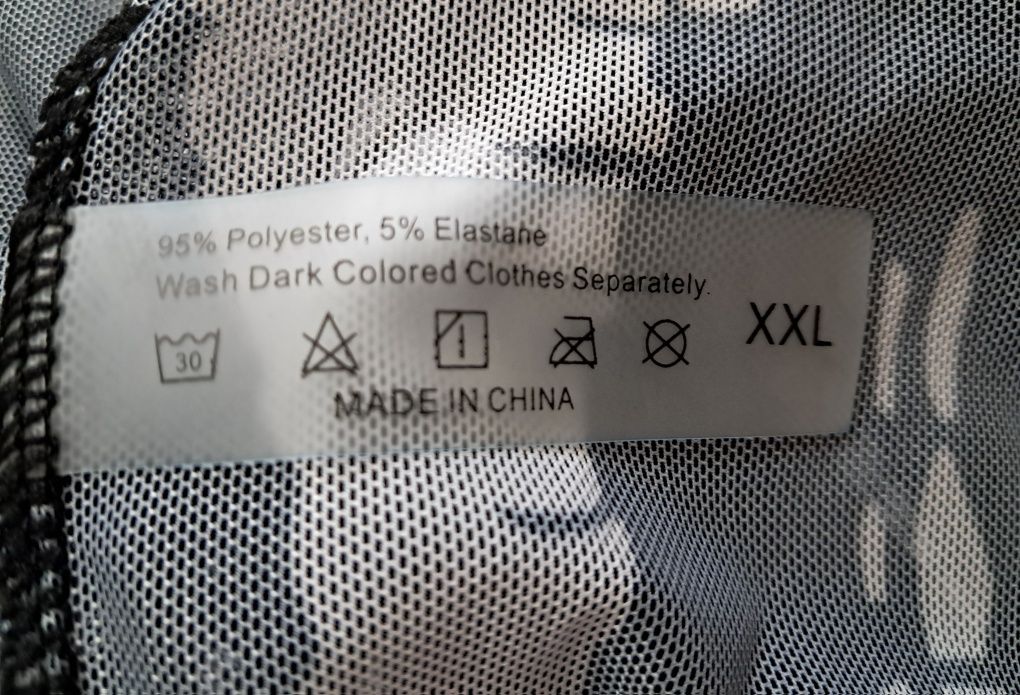 95% Polyester, 5% Elastane
Wash Dark Colored Clothes Separately.
30
XXL
MADE IN CHINA